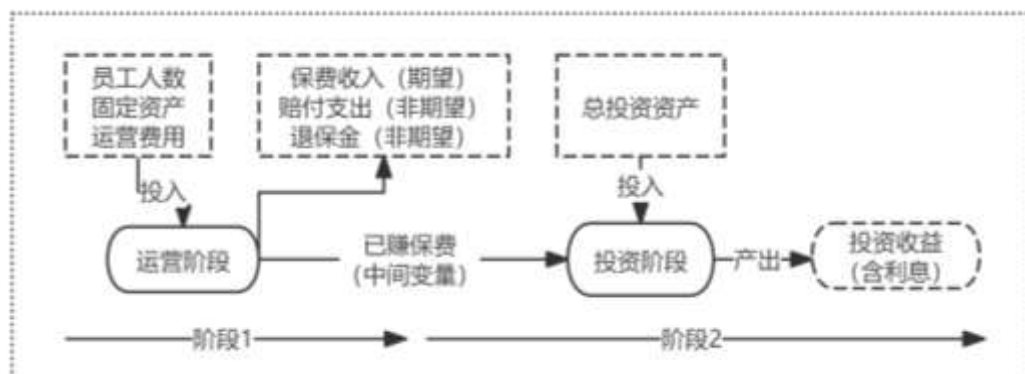 员工人数
固定资产
运营费用
保费收入（期望）
赔付支出（非期望）
退保金（非期望）
总投资资产
投入
投入
运营阶段
已赚保费
（中间变量）
投资阶段
产出
投资收益
（含利息）
阶段1
阶段2